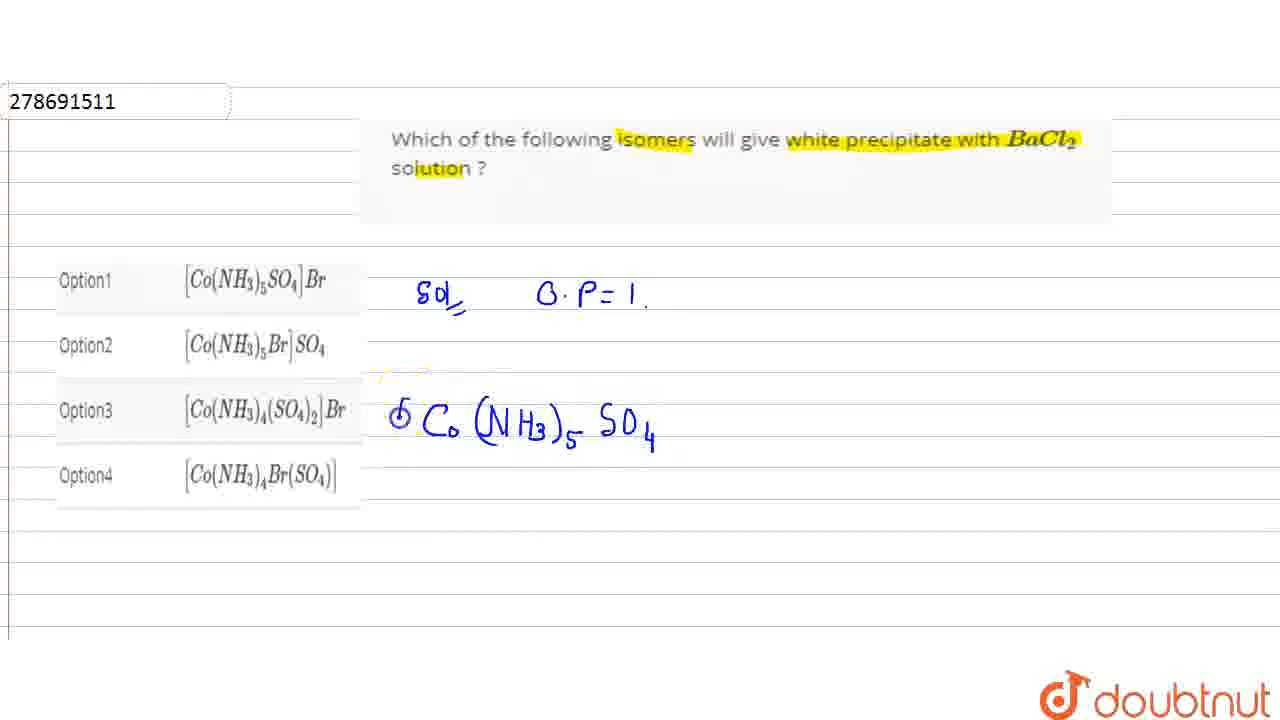 278691511
Which of the following isomers will give white precipitate with BaCl₂
solution ?
Option1 [Co(NH₃)₅SO₄]Br
Sol O.P=1.
Option2 [Co(NH₃)₅Br]SO₄
Option3 [Co(NH₃)₄(SO₄)₂]Br
Co(NH₃)₅ SO₄
Option4 [Co(NH₃)₄Br(SO₄)]
doubtnut